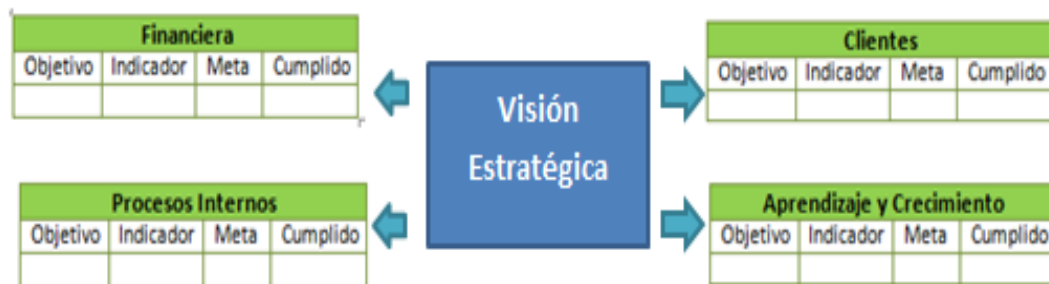 Financiera
Objetivo Indicador Meta Cumplido
Clientes
Objetivo Indicador Meta Cumplido
Visión
Estratégica
Procesos Internos
Objetivo Indicador Meta Cumplido
Aprendizaje y Crecimiento
Objetivo Indicador Meta Cumplido